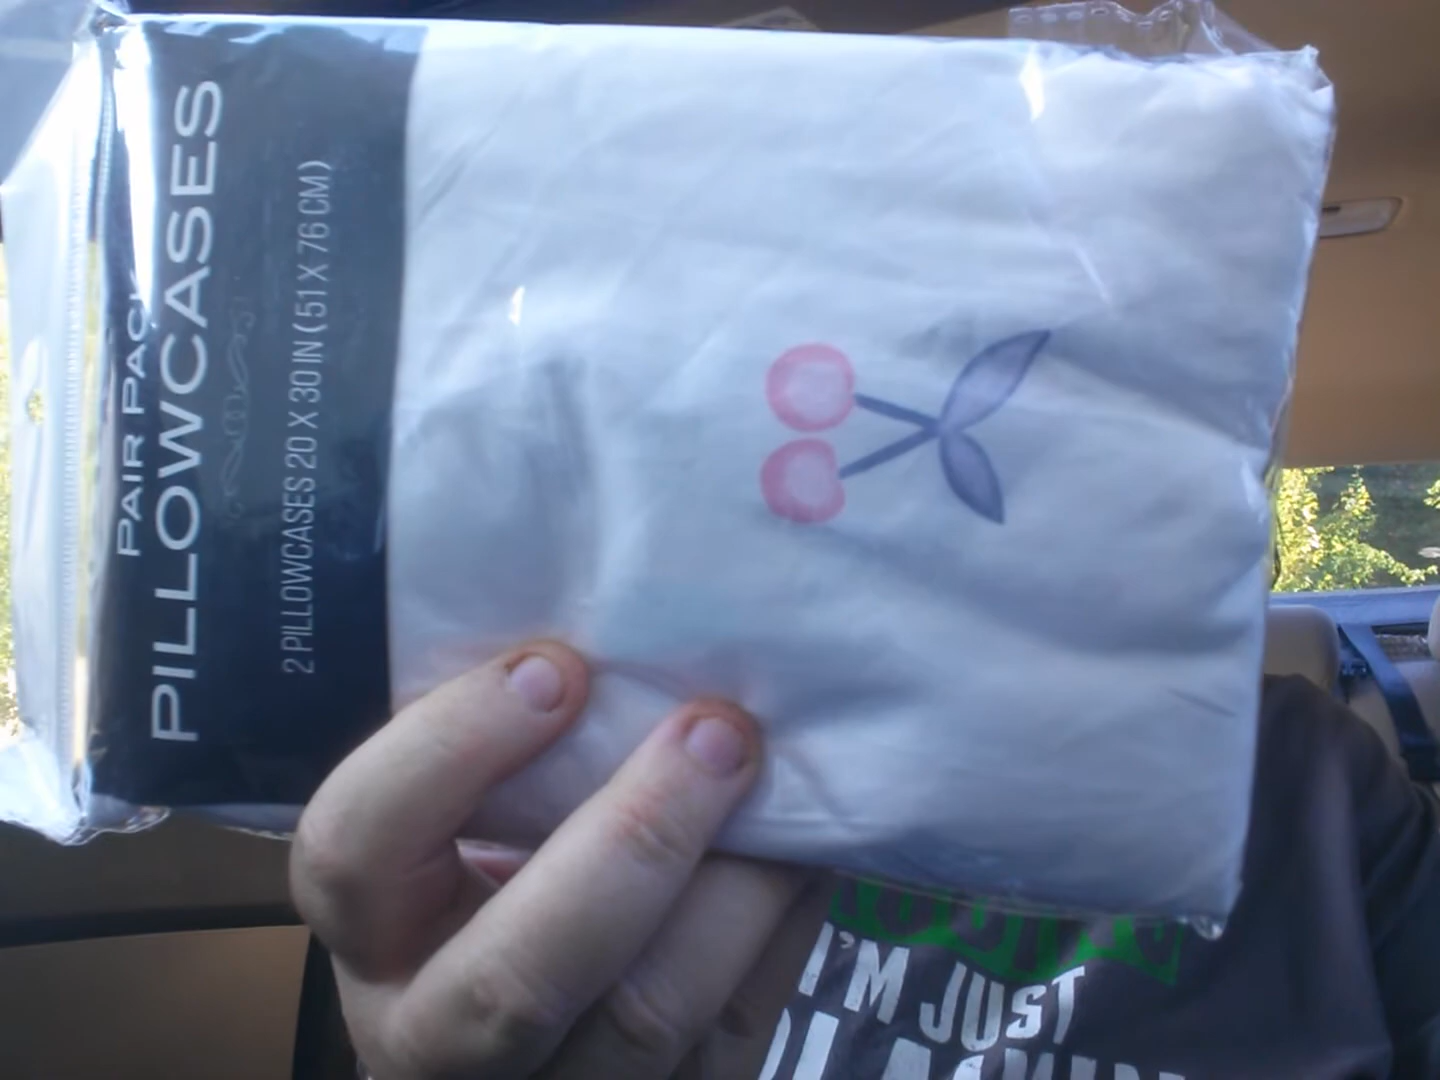 PAIR PACK
PILLOWCASES
2 PILLOWCASES 20 X 30 IN ( 51 X 76 CM )
I'M JUST